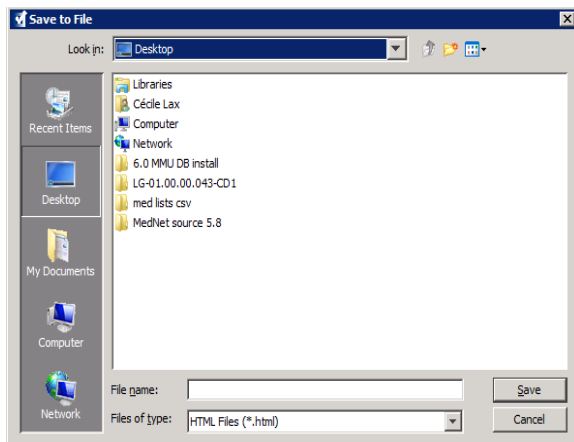 Save to File
Look in:
Desktop
Recent Items
Desktop
My Documents
Computer
Network
Libraries
Cécile Lax
Computer
Network
6.0 MMU DB install
LG-01.00.00.043-CD1
med lists csv
MedNet source 5.8
File name:
Save
Files of type:
HTML Files (*.html)
Cancel